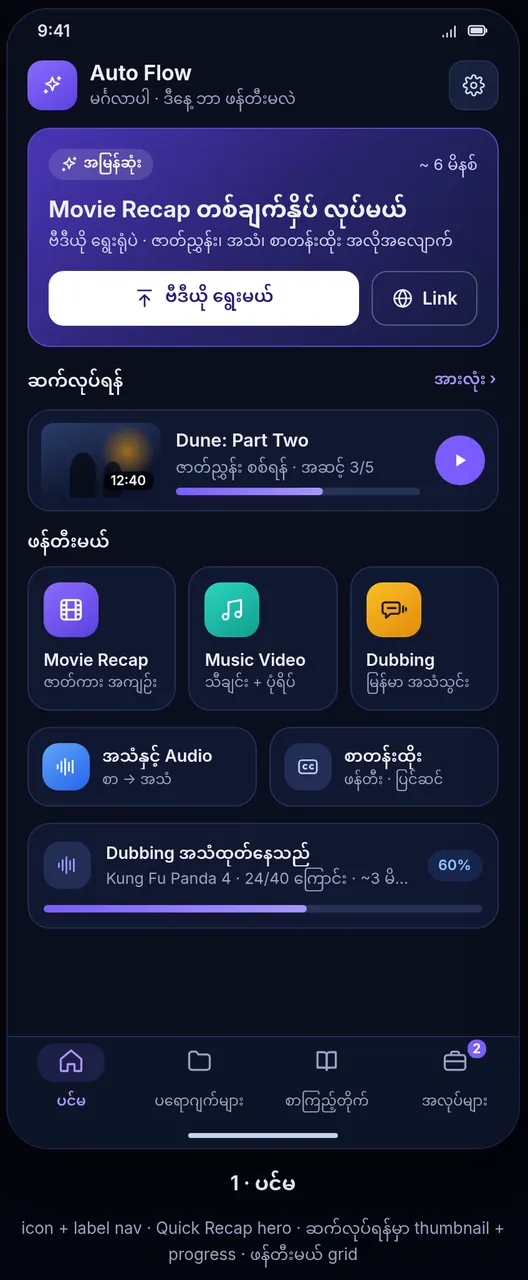 9:41
Auto Flow
မင်္ဂလာပါ · ဒီနေ့ ဘာ ဖန်တီးမလဲ
အမြန်ဆုံး
~ 6 မိနစ်
Movie Recap တစ်ချက်နှိပ် လုပ်မယ်
ဗီဒီယို ရွေးရုံပဲ · ဇာတ်ညွှန်း၊ အသံ၊ စာတန်းထိုး အလိုအလျောက်
ဗီဒီယို ရွေးမယ်
Link
ဆက်လုပ်ရန်
အားလုံး ›
12:40
Dune: Part Two
ဇာတ်ညွှန်း စစ်ရန် · အဆင့် 3/5
ဖန်တီးမယ်
Movie Recap
ဇာတ်ကား အကျဉ်း
Music Video
သီချင်း + ပုံရိပ်
Dubbing
မြန်မာ အသံသွင်း
အသံနှင့် Audio
စာ → အသံ
CC
စာတန်းထိုး
ဖန်တီး · ပြင်ဆင်
Dubbing အသံထုတ်နေသည်
Kung Fu Panda 4 · 24/40 ကြောင်း · ~3 မိ...
60%
2
ပင်မ
ပရောဂျက်များ
စာကြည့်တိုက်
အလုပ်များ
1 · ပင်မ
icon + label nav · Quick Recap hero · ဆက်လုပ်ရန်မှာ thumbnail +
progress · ဖန်တီးမယ် grid